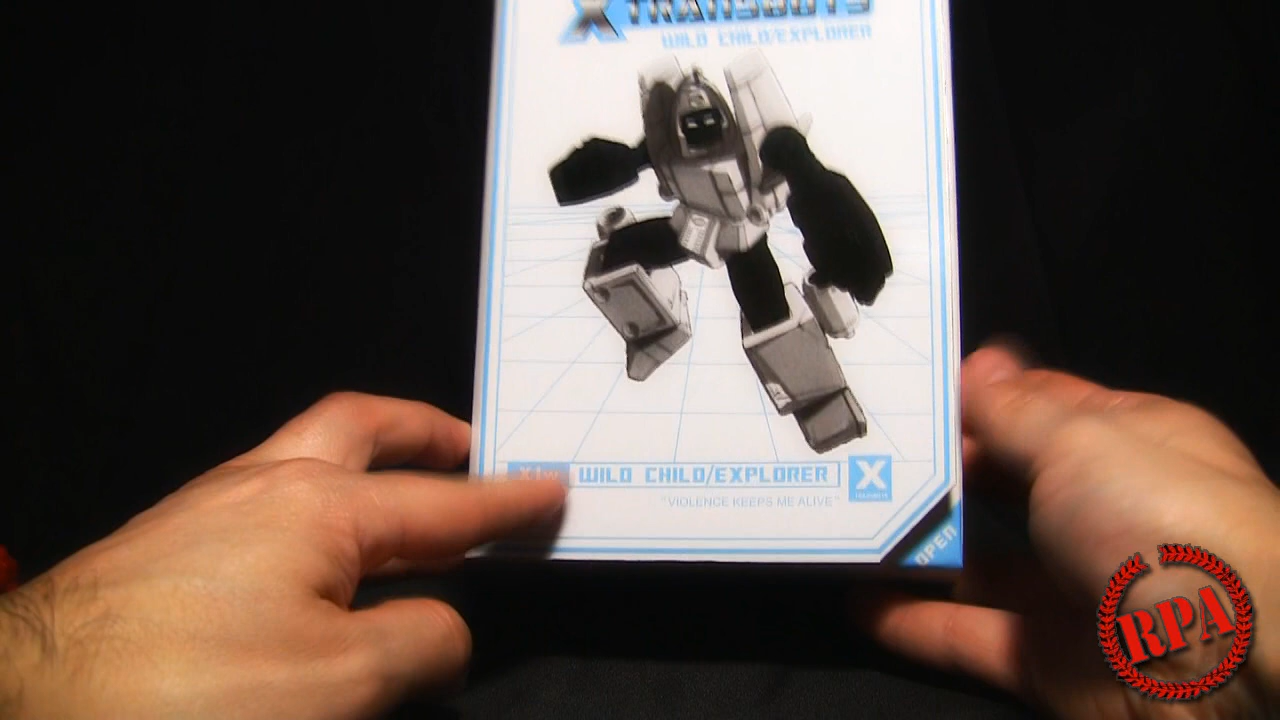 X TRANSBOTS
WILD CHILD/EXPLORER
WILD CHILD/EXPLORER
X
"VIOLENCE KEEPS ME ALIVE"
OPEN
RPA